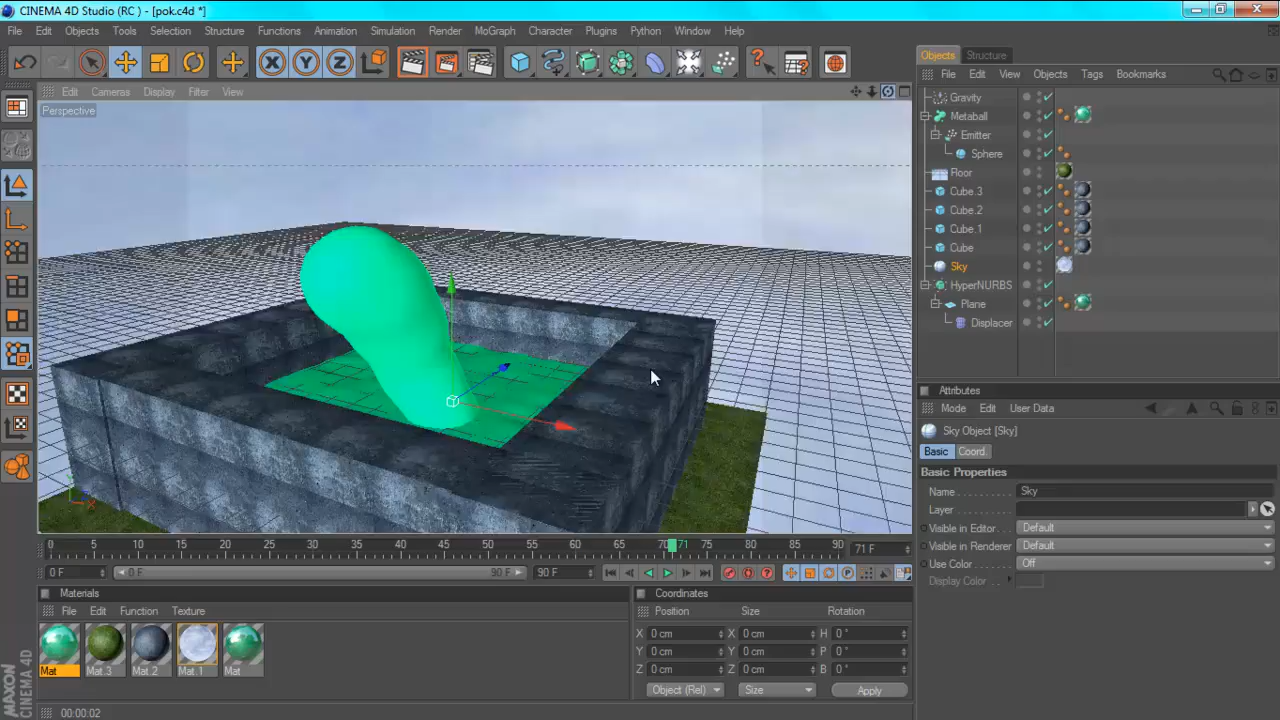 CINEMA 4D Studio (RC ) - [pok.c4d *]
File Edit Objects Tools Selection Structure Functions Animation Simulation Render MoGraph Character Plugins Python Window Help
Edit Cameras Display Filter View
Perspective
0 5 10 15 20 25 30 35 40 45 50 55 60 65 70 71 75 80 85 90 71 F
0 F 0 F 90 F 90 F
Materials
File Edit Function Texture
Mat Mat.3 Mat.2 Mat.1 Mat
MAXON CINEMA 4D
00:00:02
Coordinates
Position Size Rotation
X 0 cm X 0 cm H 0 °
Y 0 cm Y 0 cm P 0 °
Z 0 cm Z 0 cm B 0 °
Object (Rel) Size Apply
Objects Structure
File Edit View Objects Tags Bookmarks
Gravity
Metaball
Emitter
Sphere
Floor
Cube.3
Cube.2
Cube.1
Cube
Sky
HyperNURBS
Plane
Displacer
Attributes
Mode Edit User Data
Sky Object [Sky]
Basic Coord.
Basic Properties
Name Sky
Layer
Visible in Editor Default
Visible in Renderer Default
Use Color Off
Display Color